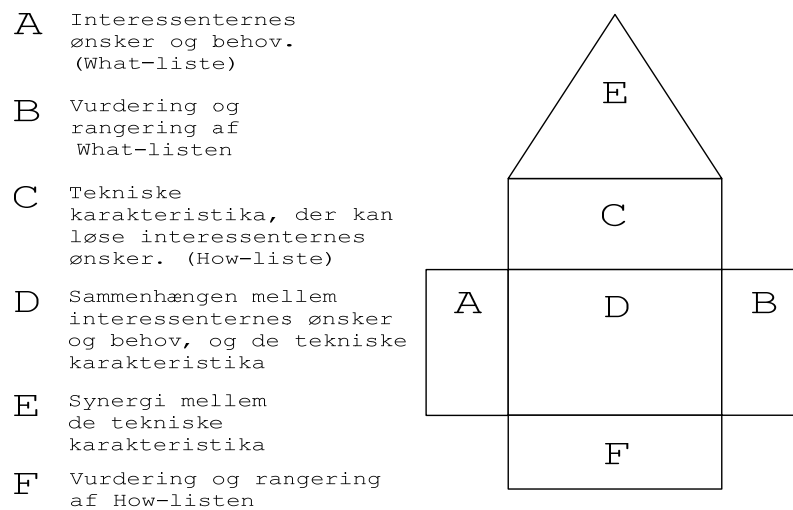 A Interessenternes
ønsker og behov.
(What-liste)
B Vurdering og
rangering af
What-listen
C Tekniske
karakteristika, der kan
løse interessenternes
ønsker. (How-liste)
D Sammenhængen mellem
interessenternes ønsker
og behov, og de tekniske
karakteristika
E Synergi mellem
de tekniske
karakteristika
F Vurdering og rangering
af How-listen
E
C
A D B
F